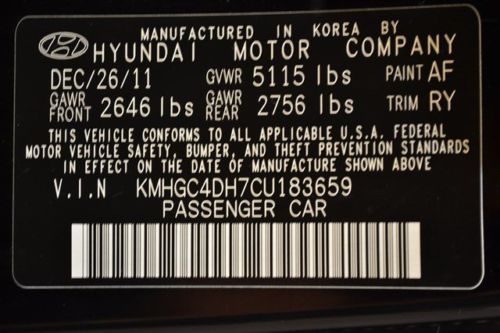 MANUFACTURED IN KOREA BY
HYUNDAI MOTOR COMPANY
DEC/26/11 GVWR 5115 lbs PAINT AF
GAWR FRONT 2646 lbs GAWR REAR 2756 lbs TRIM RY
THIS VEHICLE CONFORMS TO ALL APPLICABLE U.S.A. FEDERAL
MOTOR VEHICLE SAFETY, BUMPER, AND THEFT PREVENTION STANDARDS
IN EFFECT ON THE DATE OF MANUFACTURE SHOWN ABOVE
V.I.N KMHGC4DH7CU183659
PASSENGER CAR